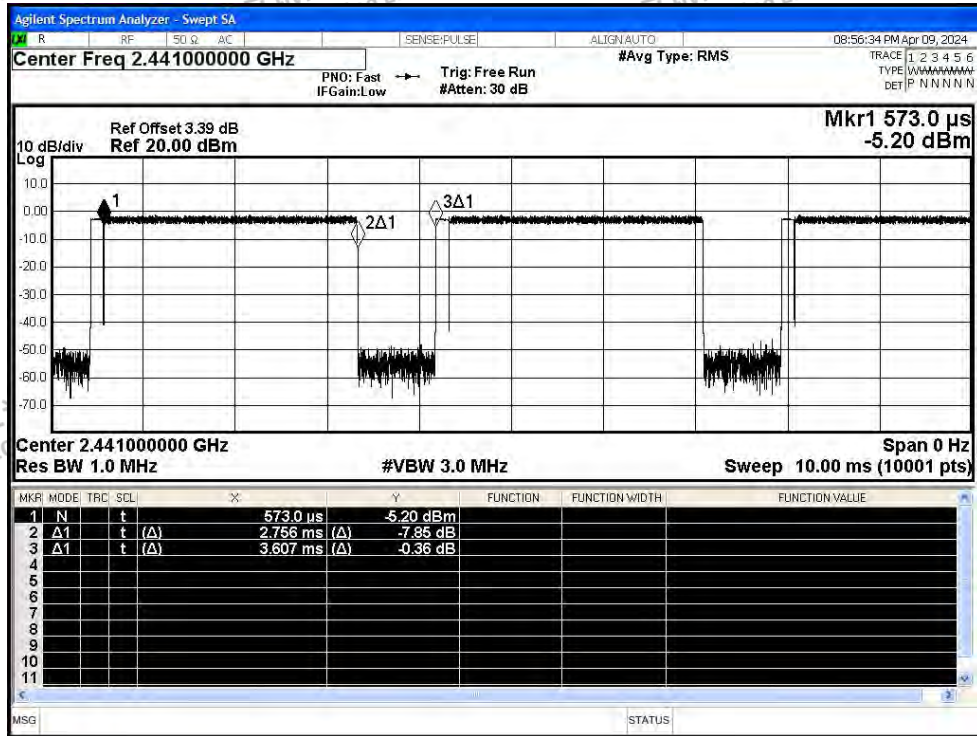 Agilent Spectrum Analyzer - Swept SA
LXI R RF 50 Ω AC SENSE:PULSE ALIGN AUTO 08:56:34 PM Apr 09, 2024
Center Freq 2.441000000 GHz
#Avg Type: RMS
TRACE 1 2 3 4 5 6
PNO: Fast Trig: Free Run
TYPE WWWWWW
IFGain:Low #Atten: 30 dB
DET P N N N N N
Mkr1 573.0 µs
-5.20 dBm
Ref Offset 3.39 dB
10 dB/div Ref 20.00 dBm
Log
10.0
0.00
-10.0
-20.0
-30.0
-40.0
-50.0
-60.0
-70.0
1
2Δ1
3Δ1
Center 2.441000000 GHz Span 0 Hz
Res BW 1.0 MHz #VBW 3.0 MHz Sweep 10.00 ms (10001 pts)
MKR MODE TRC SCL X Y FUNCTION FUNCTION WIDTH FUNCTION VALUE
1 N t 573.0 µs -5.20 dBm
2 Δ1 t (Δ) 2.756 ms (Δ) -7.85 dB
3 Δ1 t (Δ) 3.607 ms (Δ) -0.36 dB
4
5
6
7
8
9
10
11
MSG STATUS